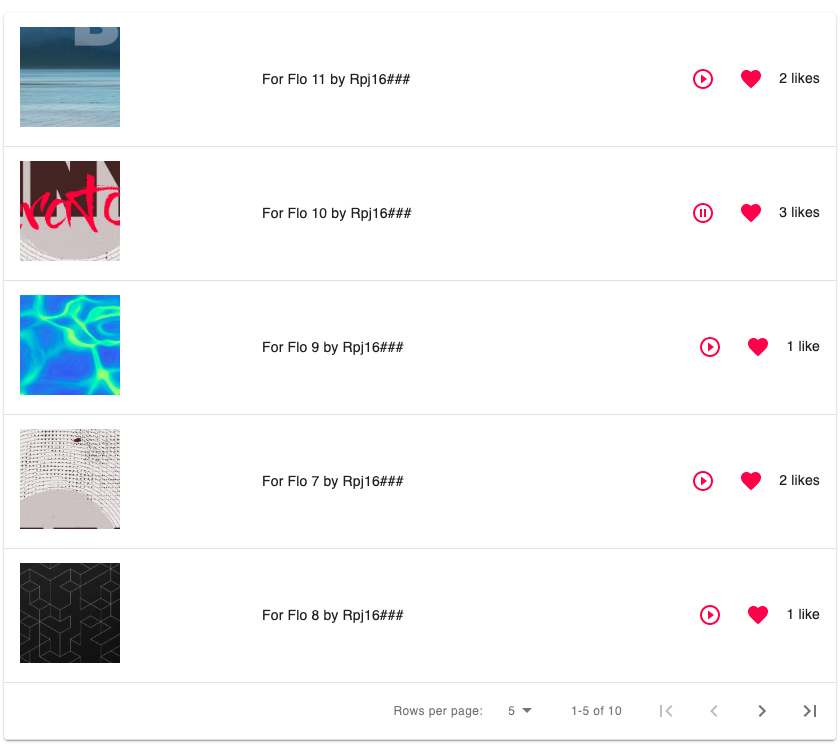 B
For Flo 11 by Rpj16###
2 likes
rato
For Flo 10 by Rpj16###
3 likes
For Flo 9 by Rpj16###
1 like
For Flo 7 by Rpj16###
2 likes
For Flo 8 by Rpj16###
1 like
Rows per page: 5 1-5 of 10